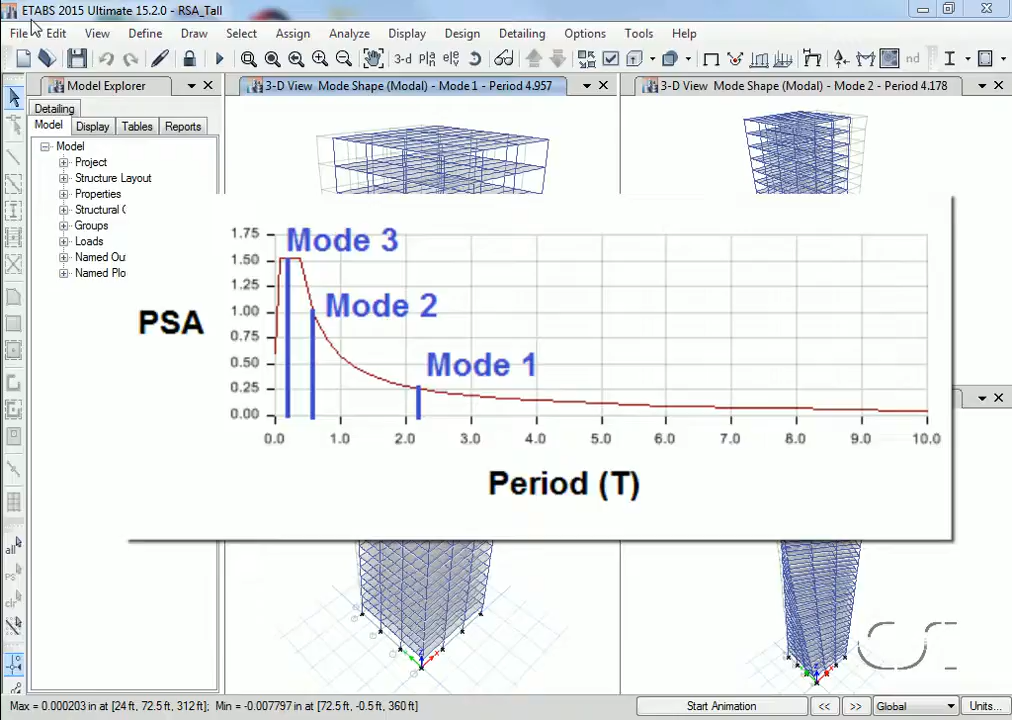 ETABS 2015 Ultimate 15.2.0 - RSA_Tall
File Edit View Define Draw Select Assign Analyze Display Design Detailing Options Tools Help
3-d
nd
Model Explorer
3-D View Mode Shape (Modal) - Mode 1 - Period 4.957
3-D View Mode Shape (Modal) - Mode 2 - Period 4.178
Detailing
Model Display Tables Reports
Model
Project
Structure Layout
Properties
Structural
Groups
Loads
Named Ou
Named Plo
1.75
1.50
1.25
1.00
0.75
0.50
0.25
0.00
Mode 3
Mode 2
Mode 1
PSA
0.0 1.0 2.0 3.0 4.0 5.0 6.0 7.0 8.0 9.0 10.0
Period (T)
all
ps
clr
CSI
Max = 0.000203 in at [24 ft, 72.5 ft, 312 ft]; Min = -0.007797 in at [72.5 ft, -0.5 ft, 360 ft]
Start Animation
<<
>>
Global
Units...